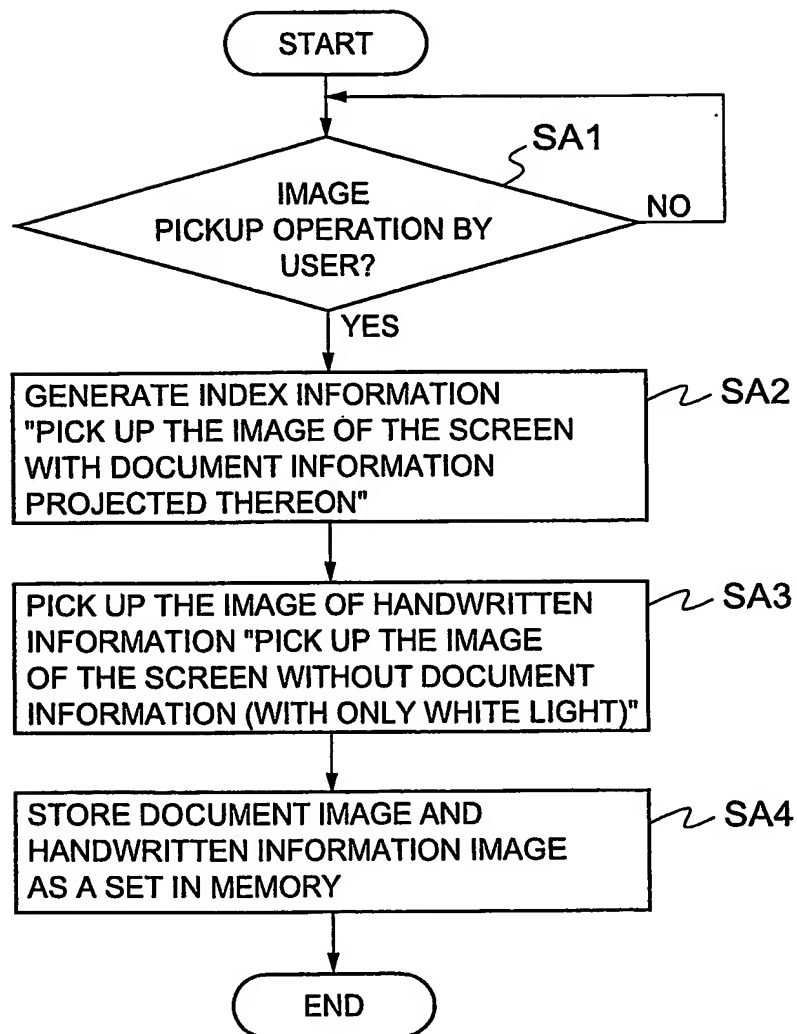 START
SA1
IMAGE
PICKUP OPERATION BY
USER?
NO
YES
GENERATE INDEX INFORMATION
"PICK UP THE IMAGE OF THE SCREEN
WITH DOCUMENT INFORMATION
PROJECTED THEREON"
SA2
PICK UP THE IMAGE OF HANDWRITTEN
INFORMATION "PICK UP THE IMAGE
OF THE SCREEN WITHOUT DOCUMENT
INFORMATION (WITH ONLY WHITE LIGHT)"
SA3
STORE DOCUMENT IMAGE AND
HANDWRITTEN INFORMATION IMAGE
AS A SET IN MEMORY
SA4
END